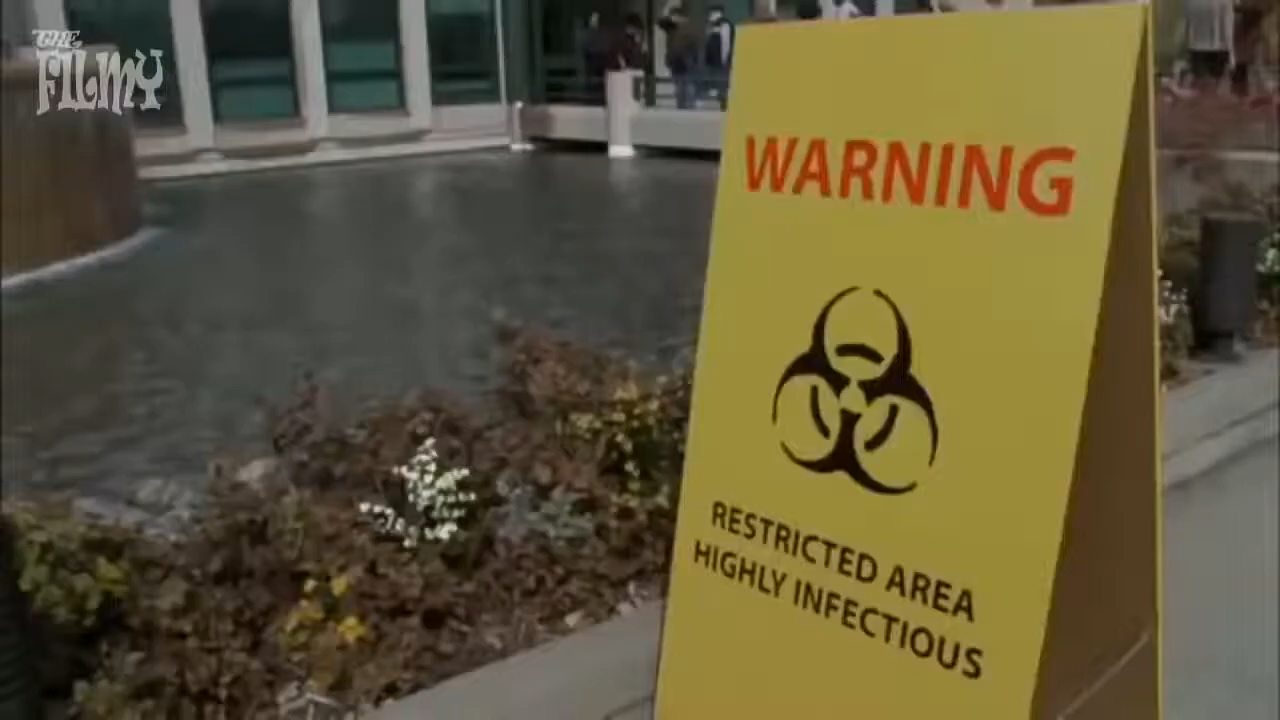 THE
FILMY
WARNING
RESTRICTED AREA
HIGHLY INFECTIOUS